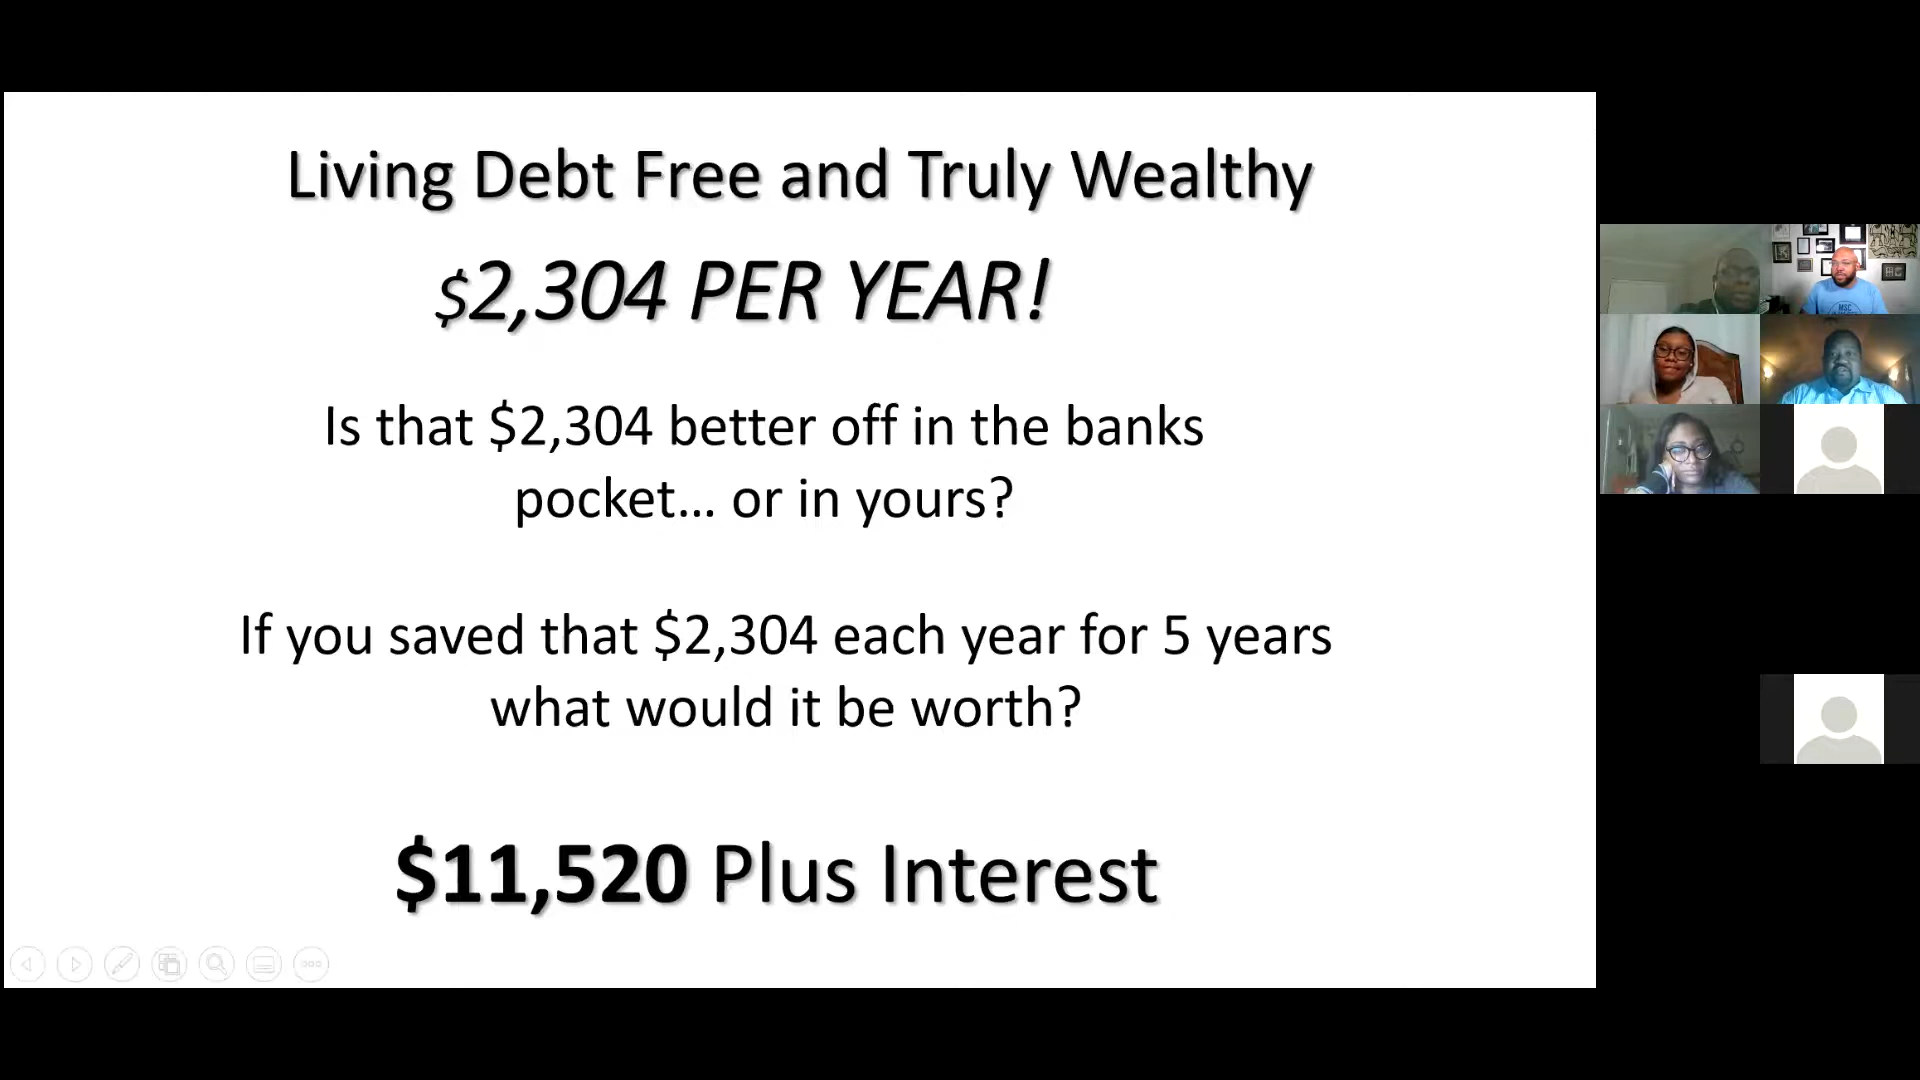 Living Debt Free and Truly Wealthy
$2,304 PER YEAR!
Is that $2,304 better off in the banks
pocket... or in yours?
If you saved that $2,304 each year for 5 years
what would it be worth?
$11,520 Plus Interest
MSC